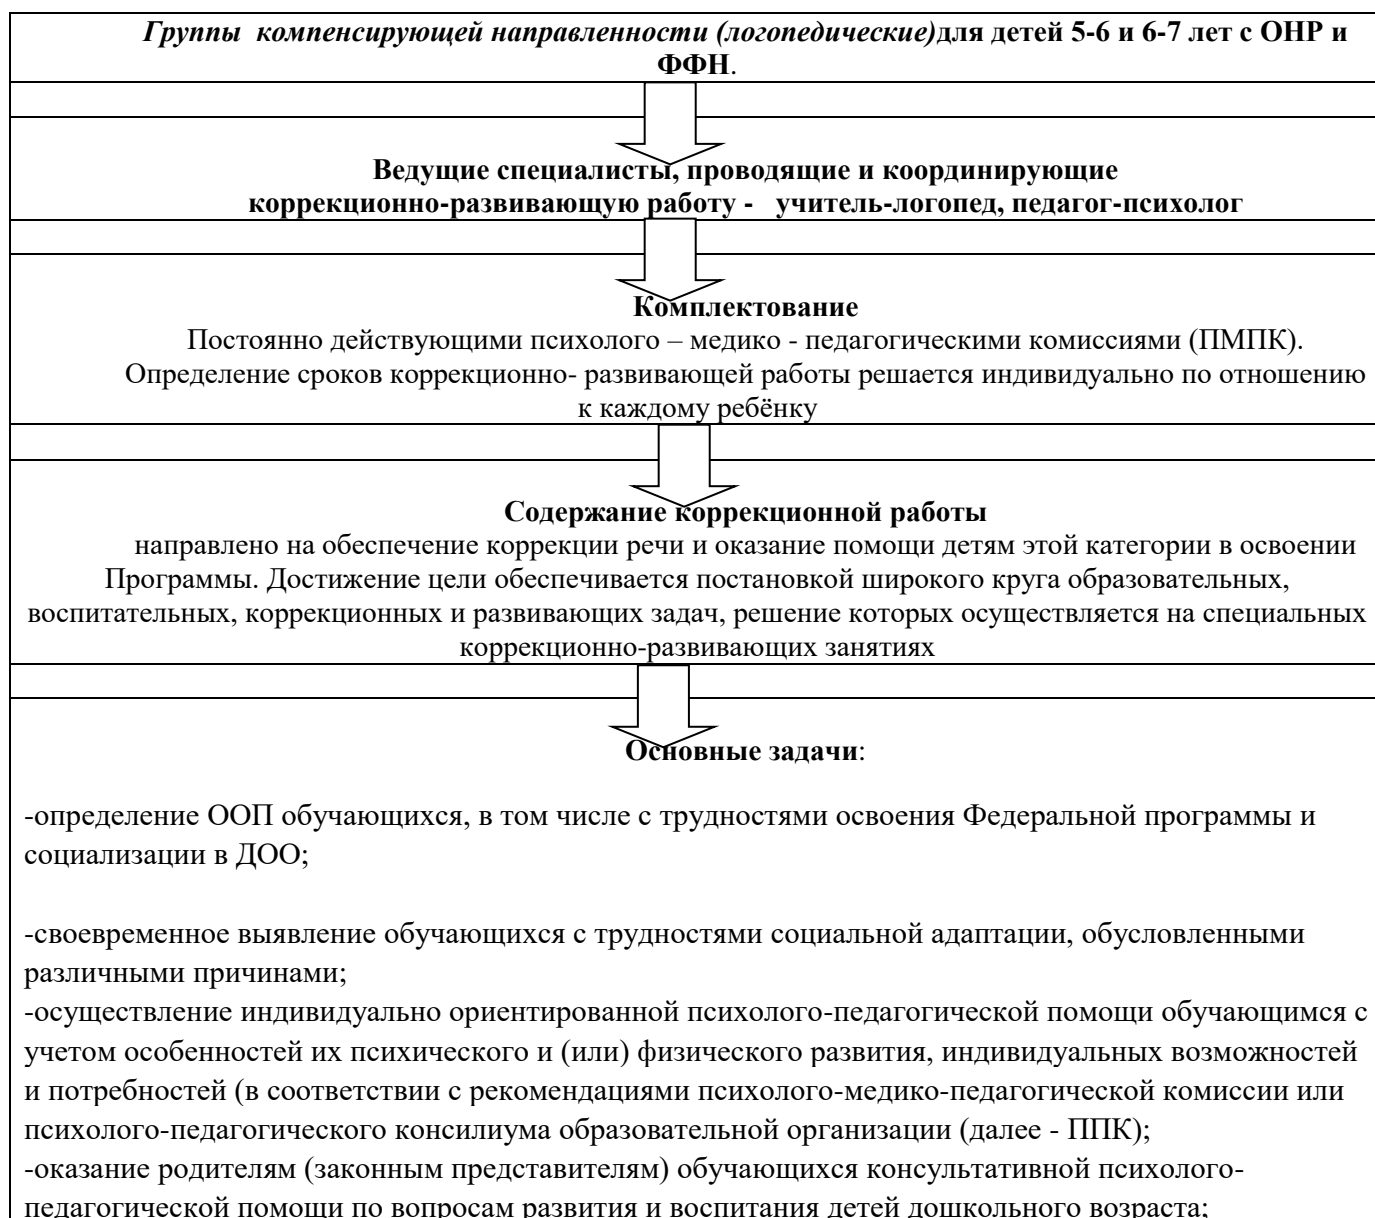 Группы компенсирующей направленности (логопедические)для детей 5-6 и 6-7 лет с ОНР и
ФФН.
Ведущие специалисты, проводящие и координирующие
коррекционно-развивающую работу - учитель-логопед, педагог-психолог
Комплектование
Постоянно действующими психолого – медико - педагогическими комиссиями (ПМПК).
Определение сроков коррекционно- развивающей работы решается индивидуально по отношению
к каждому ребёнку
Содержание коррекционной работы
направлено на обеспечение коррекции речи и оказание помощи детям этой категории в освоении
Программы. Достижение цели обеспечивается постановкой широкого круга образовательных,
воспитательных, коррекционных и развивающих задач, решение которых осуществляется на специальных
коррекционно-развивающих занятиях
Основные задачи:
-определение ООП обучающихся, в том числе с трудностями освоения Федеральной программы и
социализации в ДОО;
-своевременное выявление обучающихся с трудностями социальной адаптации, обусловленными
различными причинами;
-осуществление индивидуально ориентированной психолого-педагогической помощи обучающимся с
учетом особенностей их психического и (или) физического развития, индивидуальных возможностей
и потребностей (в соответствии с рекомендациями психолого-медико-педагогической комиссии или
психолого-педагогического консилиума образовательной организации (далее - ППК);
-оказание родителям (законным представителям) обучающихся консультативной психолого-
педагогической помощи по вопросам развития и воспитания детей дошкольного возраста;